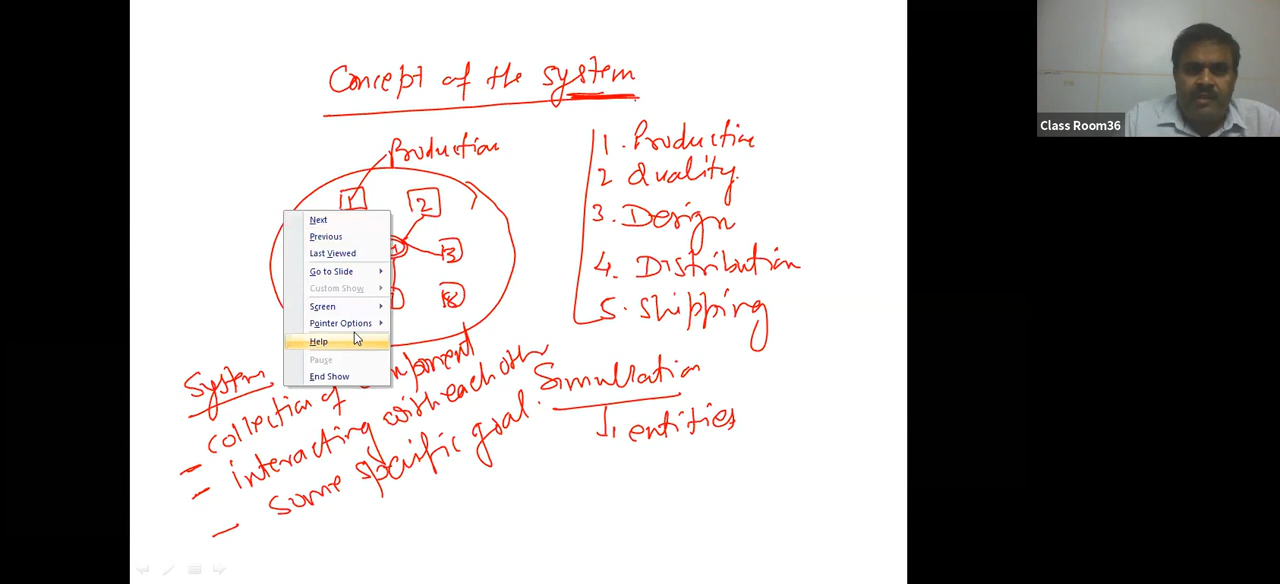 Concept of the system
Production
1
2
3
8
1. Production
2 Quality.
3. Design
4. Distribution
5. Shipping
Next
Previous
Last Viewed
Go to Slide
Custom Show
Screen
Pointer Options
Help
Pause
End Show
System
- collection of component
- interacting with each other
- some specific goal.
Simulation
entities
Class Room36